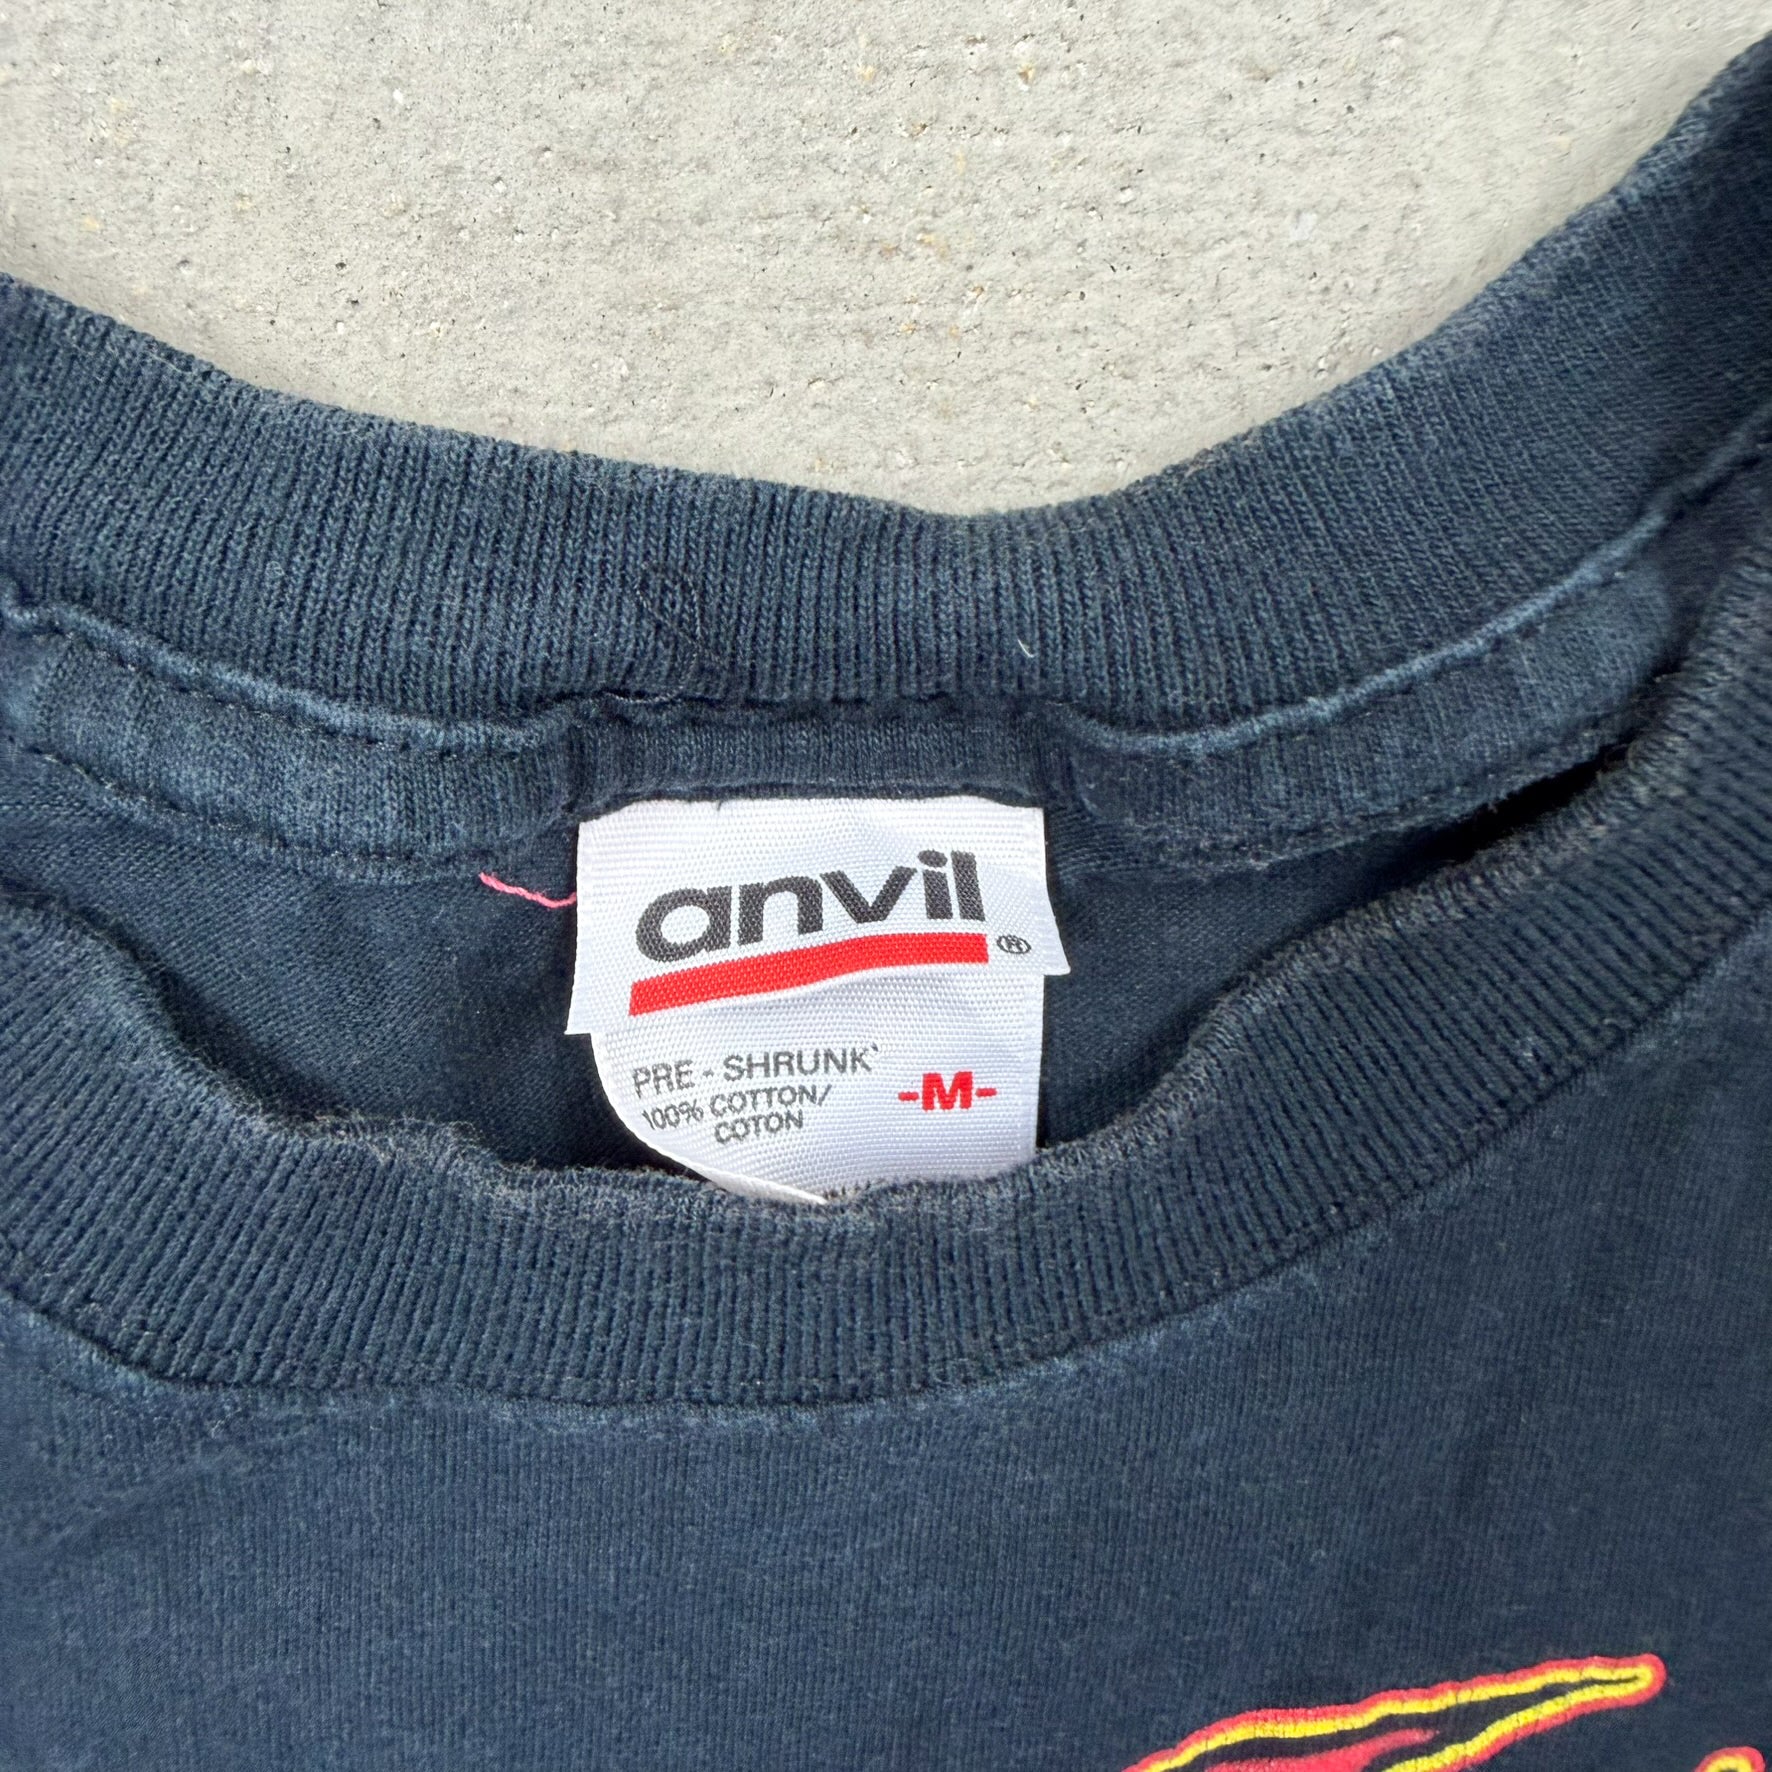 anvil®
PRE-SHRUNK
100% COTTON/
COTON
-M-